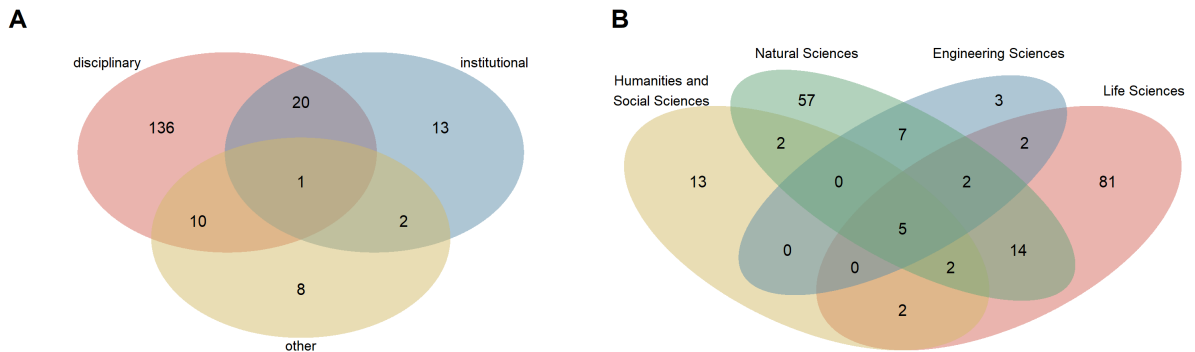 A
disciplinary
institutional
20
136
13
1
10
2
8
other
B
Natural Sciences
Engineering Sciences
Humanities and
Social Sciences
Life Sciences
57
3
7
2
2
13
0
2
81
5
0
14
0
2
2